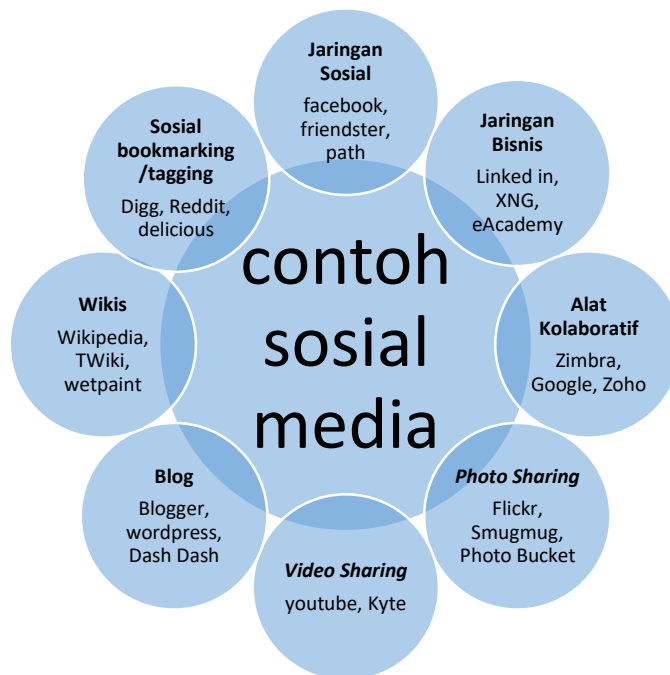 Jaringan
Sosial
facebook,
friendster,
path
Jaringan
Bisnis
Linked in,
XNG,
eAcademy
Alat
Kolaboratif
Zimbra,
Google, Zoho
Photo Sharing
Flickr,
Smugmug,
Photo Bucket
Video Sharing
youtube, Kyte
Blog
Blogger,
wordpress,
Dash Dash
Wikis
Wikipedia,
TWiki,
wetpaint
Sosial
bookmarking
/tagging
Digg, Reddit,
delicious
contoh
sosial
media